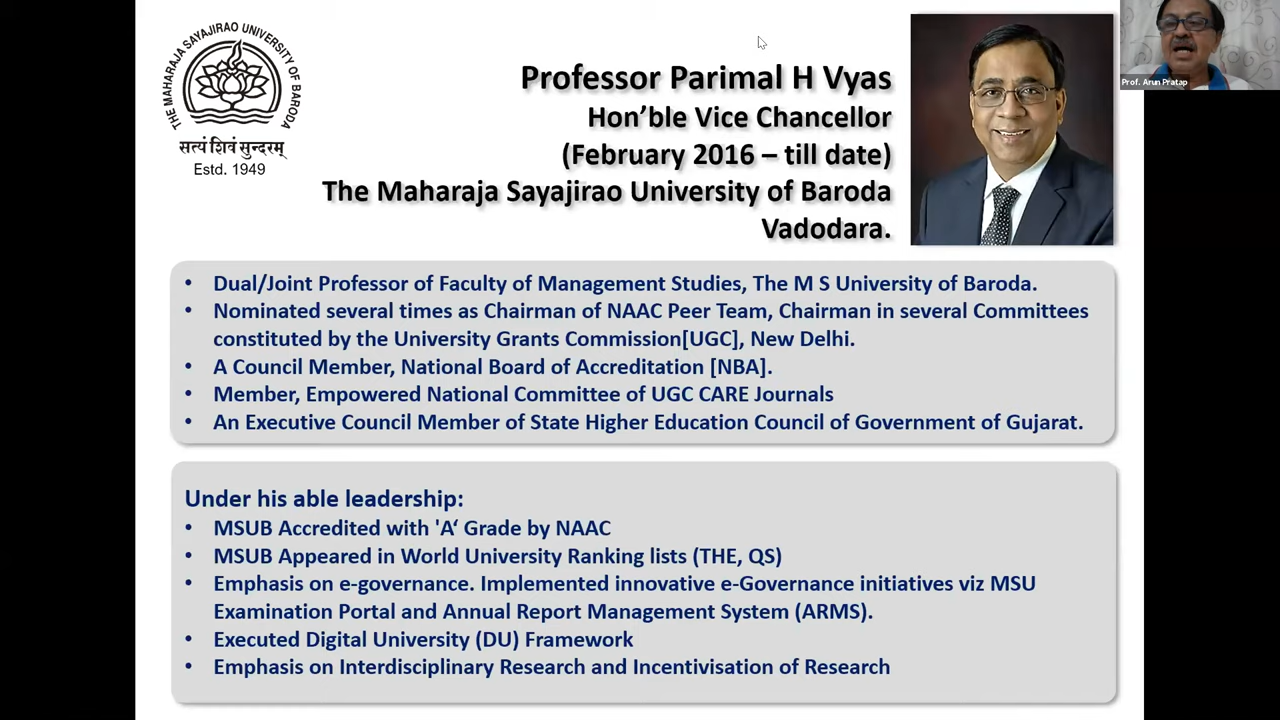 THE MAHARAJA SAYAJIRAO UNIVERSITY OF BARODA
सत्यं शिवं सुन्दरम्
Estd. 1949
Professor Parimal H Vyas
Hon'ble Vice Chancellor
(February 2016 – till date)
The Maharaja Sayajirao University of Baroda
Vadodara.
Prof. Arun Pratap
• Dual/Joint Professor of Faculty of Management Studies, The M S University of Baroda.
• Nominated several times as Chairman of NAAC Peer Team, Chairman in several Committees
constituted by the University Grants Commission[UGC], New Delhi.
• A Council Member, National Board of Accreditation [NBA].
• Member, Empowered National Committee of UGC CARE Journals
• An Executive Council Member of State Higher Education Council of Government of Gujarat.
Under his able leadership:
• MSUB Accredited with 'A‘ Grade by NAAC
• MSUB Appeared in World University Ranking lists (THE, QS)
• Emphasis on e-governance. Implemented innovative e-Governance initiatives viz MSU
Examination Portal and Annual Report Management System (ARMS).
• Executed Digital University (DU) Framework
• Emphasis on Interdisciplinary Research and Incentivisation of Research